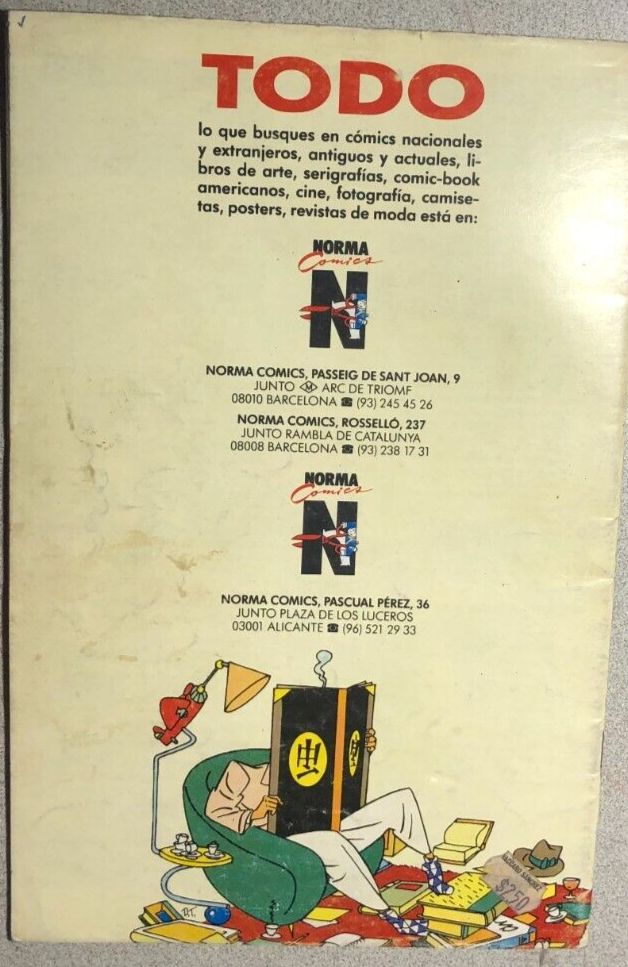 TODO
lo que busques en cómics nacionales
y extranjeros, antiguos y actuales, li-
bros de arte, serigrafías, comic-book
americanos, cine, fotografía, camise-
tas, posters, revistas de moda está en:
NORMA
Comics
N
NORMA COMICS, PASSEIG DE SANT JOAN, 9
JUNTO M ARC DE TRIOMF
08010 BARCELONA ☎ (93) 245 45 26
NORMA COMICS, ROSSELLÓ, 237
JUNTO RAMBLA DE CATALUNYA
08008 BARCELONA ☎ (93) 238 17 31
NORMA
Comics
N
NORMA COMICS, PASCUAL PÉREZ, 36
JUNTO PLAZA DE LOS LUCEROS
03001 ALICANTE ☎ (96) 521 29 33
D.T.
$250